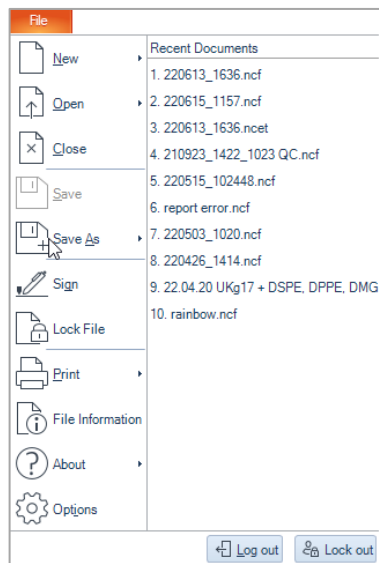 File
New
Open
Close
Save
Save As
Sign
Lock File
Print
File Information
About
Options
Recent Documents
1. 220613_1636.ncf
2. 220615_1157.ncf
3. 220613_1636.ncet
4. 210923_1422_1023 QC.ncf
5. 220515_102448.ncf
6. report error.ncf
7. 220503_1020.ncf
8. 220426_1414.ncf
9. 22.04.20 UKg17 + DSPE, DPPE, DMG
10. rainbow.ncf
Log out
Lock out